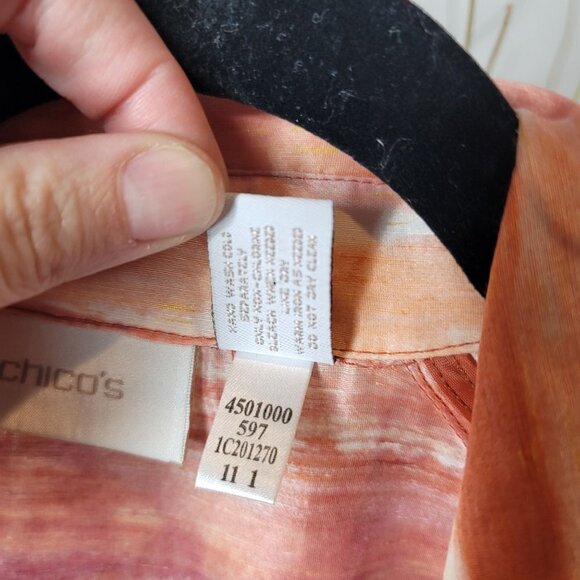 HAND WASH COLD
SEPARATELY
ONLY NON-CHLORINE
BLEACH WHEN NEEDED
LINE DRY
WARM IRON AS NEEDED
DO NOT DRY CLEAN
chico's
4501000
597
1C201270
11 1